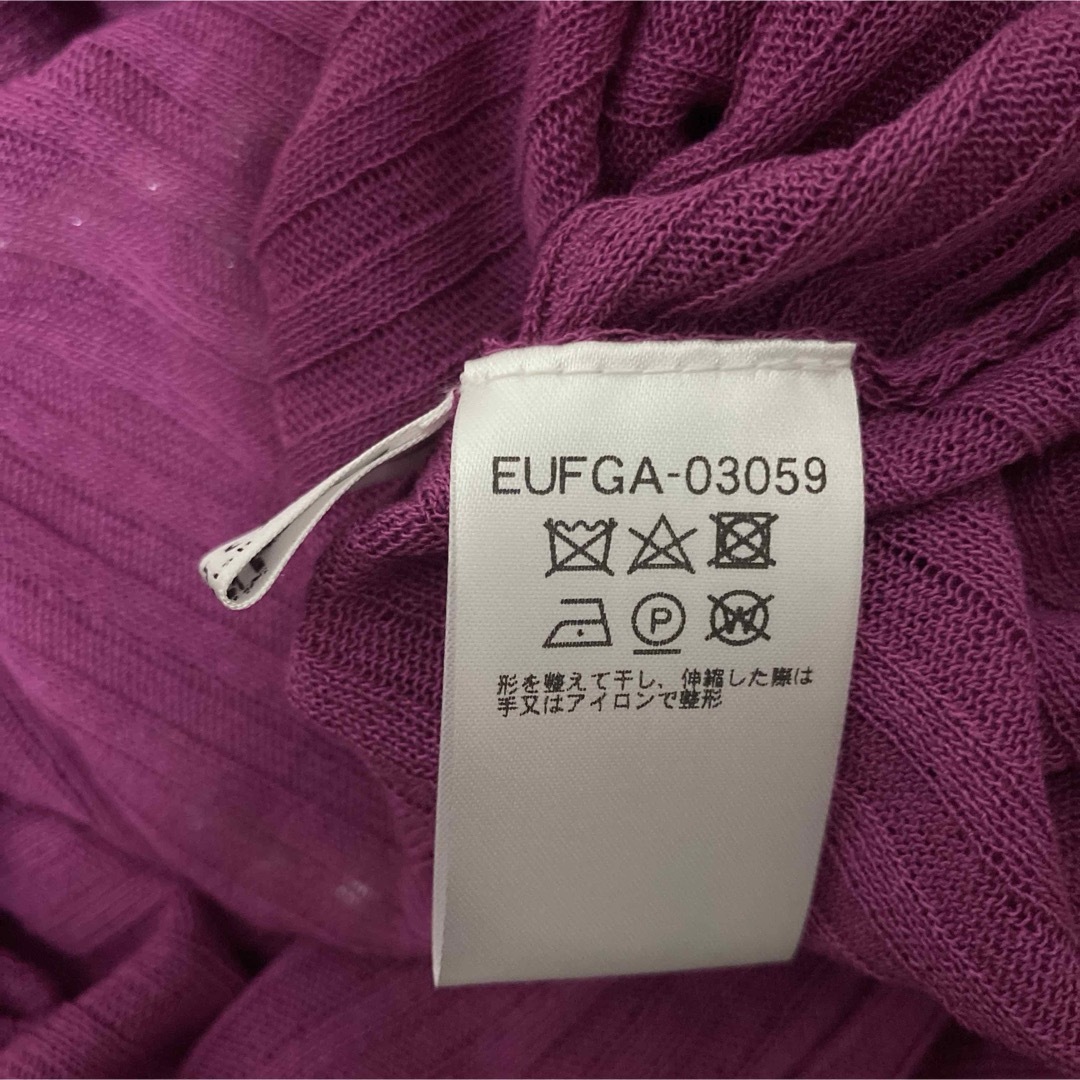 EUFGA-03059
P
W
形を整えて干し、伸縮した際は
手又はアイロンで整形